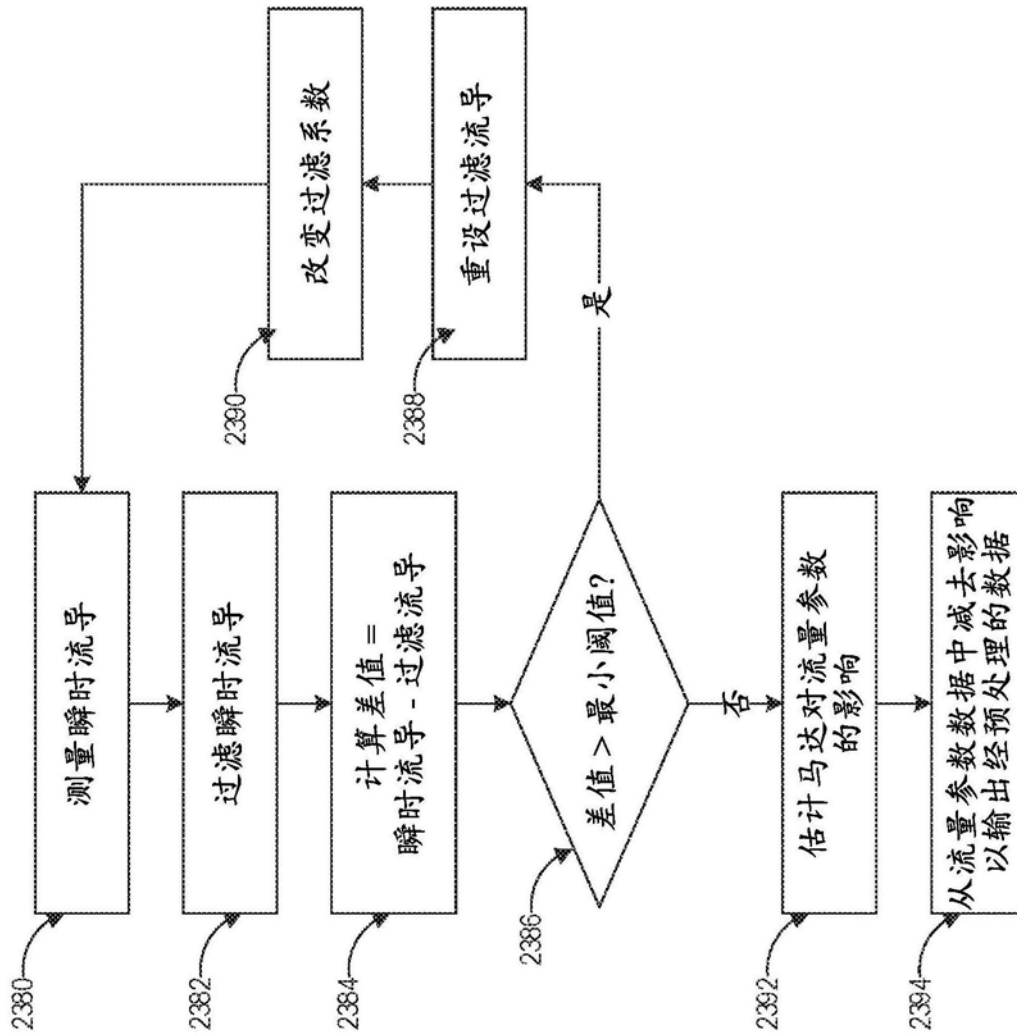 2380
测量瞬时流导
2382
过滤瞬时流导
2384
计算差值 =
瞬时流导 - 过滤流导
2386
差值 > 最小阈值?
是
2388
重设过滤流导
2390
改变过滤系数
否
2392
估计马达对流量参数
的影响
2394
从流量参数数据中减去影响
以输出经预处理的数据